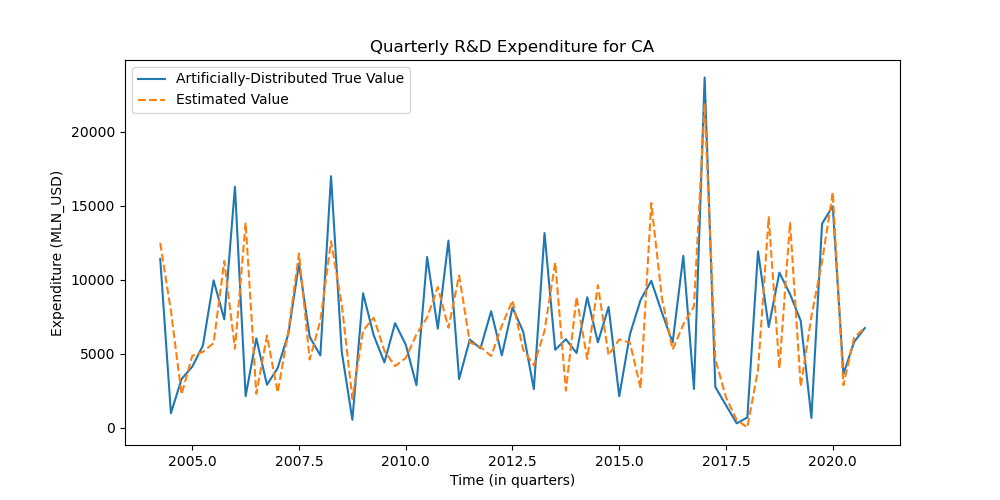 Quarterly R&D Expenditure for CA
Artificially-Distributed True Value
Estimated Value
Expenditure (MLN_USD)
20000
15000
10000
5000
0
2005.0 2007.5 2010.0 2012.5 2015.0 2017.5 2020.0
Time (in quarters)